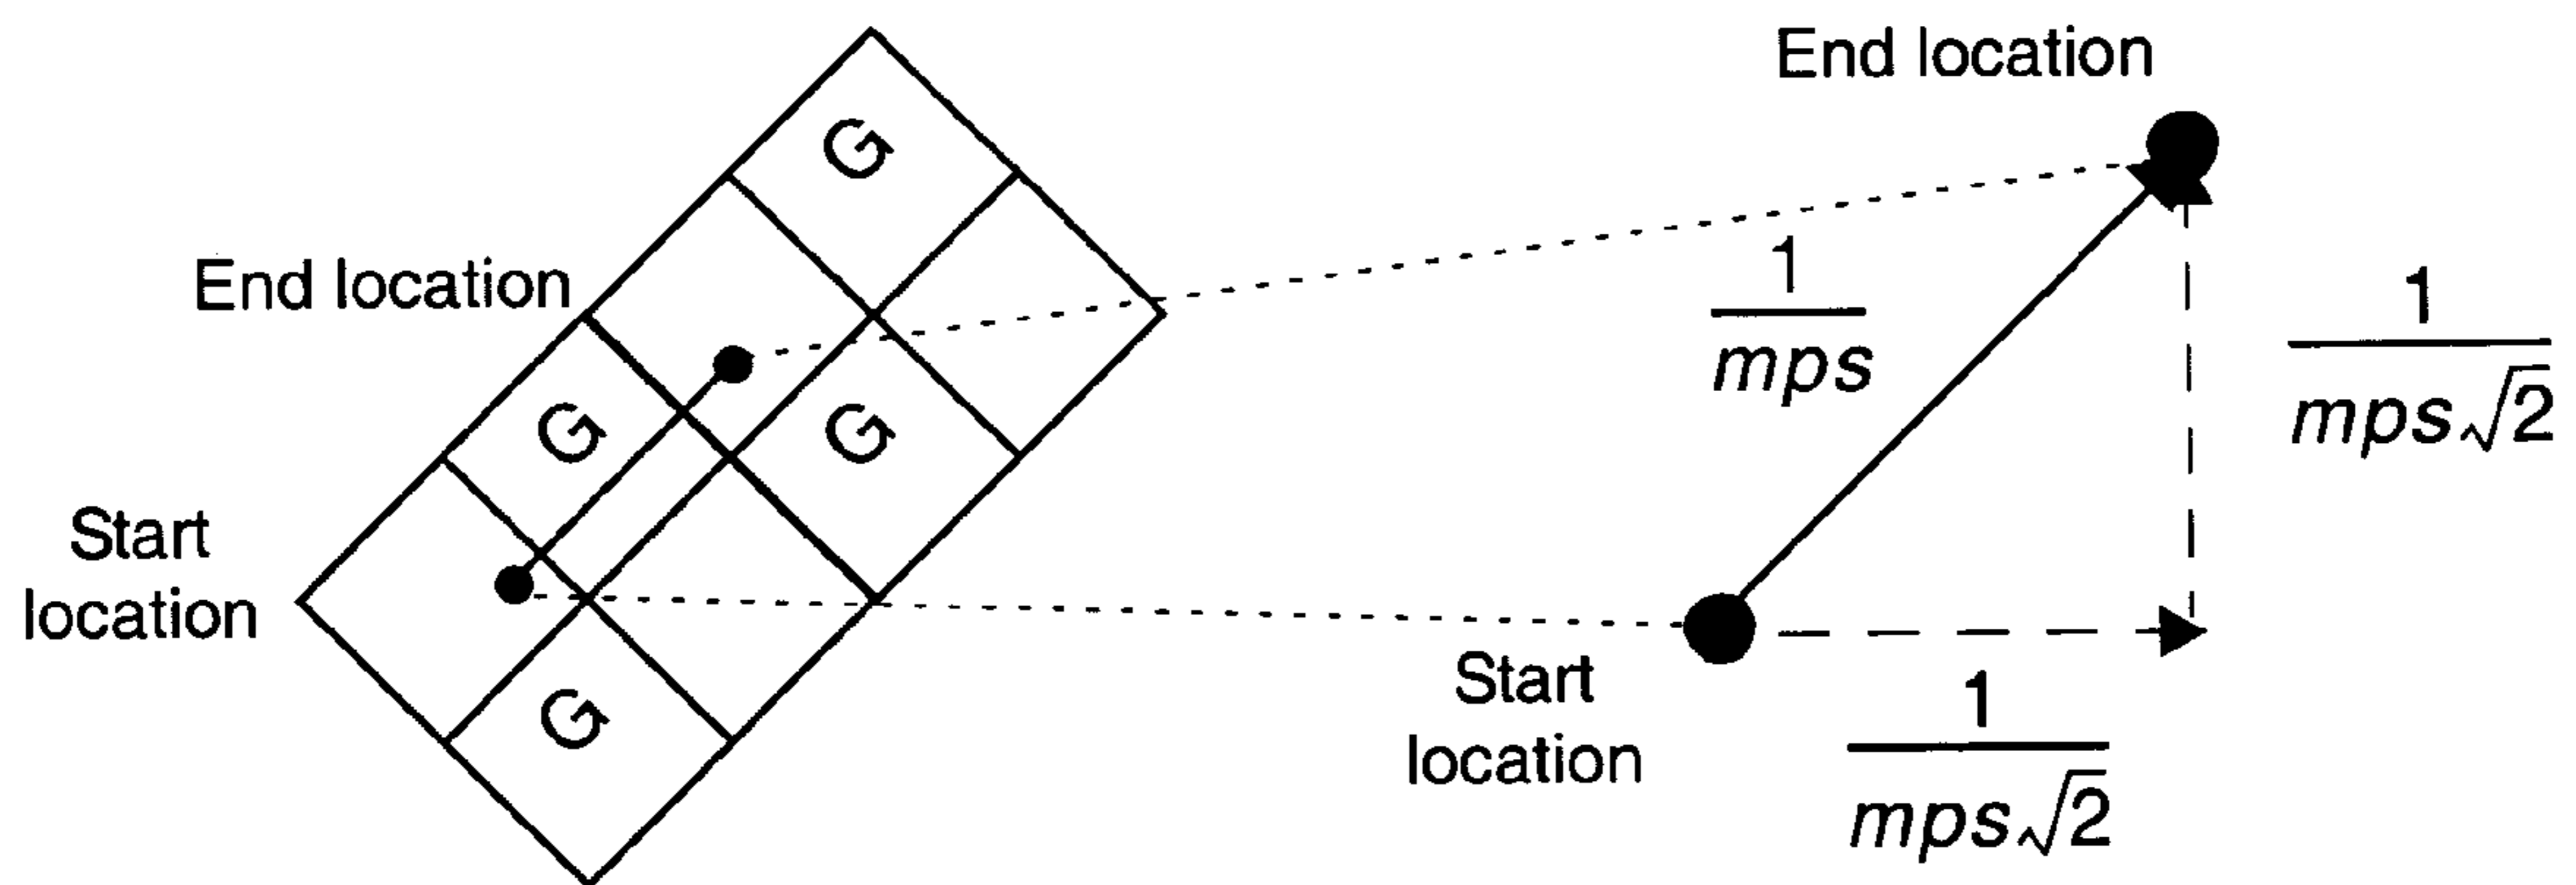 End location
G
End location
1
mps
1
mps√2
G
G
Start
location
Start
location
1
mps√2
G